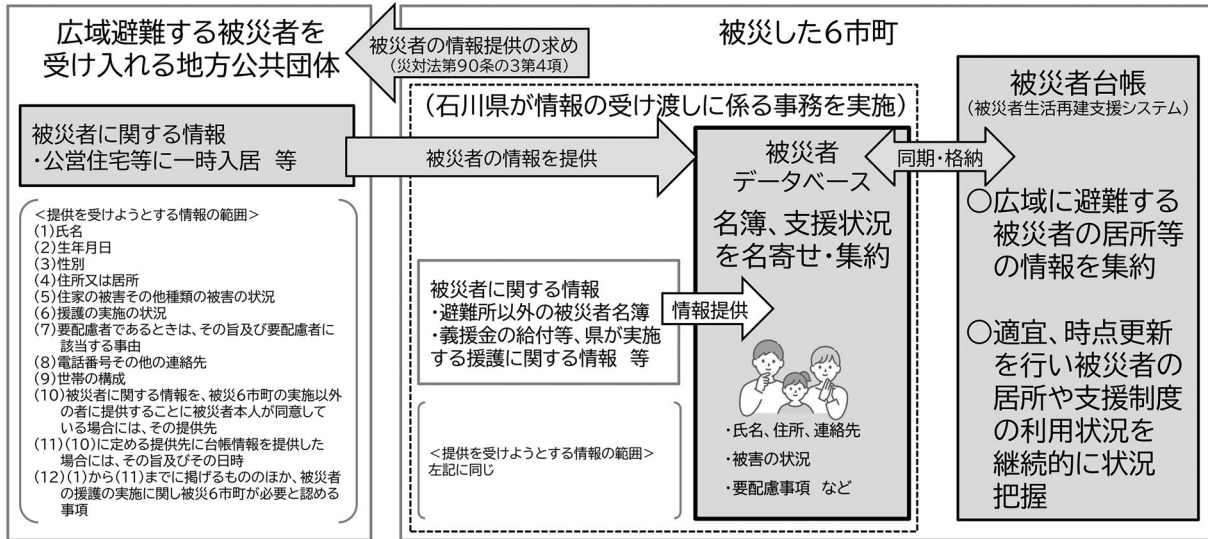 広域避難する被災者を
受け入れる地方公共団体
被災者に関する情報
・公営住宅等に一時入居 等
<提供を受けようとする情報の範囲>
(1)氏名
(2)生年月日
(3)性別
(4)住所又は居所
(5)住家の被害その他種類の被害の状況
(6)援護の実施の状況
(7)要配慮者であるときは、その旨及び要配慮者に
該当する事由
(8)電話番号その他の連絡先
(9)世帯の構成
(10)被災者に関する情報を、被災6市町の実施以外
の者に提供することに被災者本人が同意して
いる場合には、その提供先
(11)(10)に定める提供先に台帳情報を提供した
場合には、その旨及びその日時
(12)(1)から(11)までに掲げるもののほか、被災者
の援護の実施に関し被災6市町が必要と認める
事項
被災者の情報提供の求め
(災対法第90条の3第4項)
被災者の情報を提供
被災した6市町
(石川県が情報の受け渡しに係る事務を実施)
被災者に関する情報
・避難所以外の被災者名簿
・義援金の給付等、県が実施
する援護に関する情報 等
<提供を受けようとする情報の範囲>
左記に同じ
情報提供
被災者
データベース
名簿、支援状況
を名寄せ・集約
・氏名、住所、連絡先
・被害の状況
・要配慮事項 など
同期・格納
被災者台帳
(被災者生活再建支援システム)
○広域に避難する
被災者の居所等
の情報を集約
○適宜、時点更新
を行い被災者の
居所や支援制度
の利用状況を
継続的に状況
把握